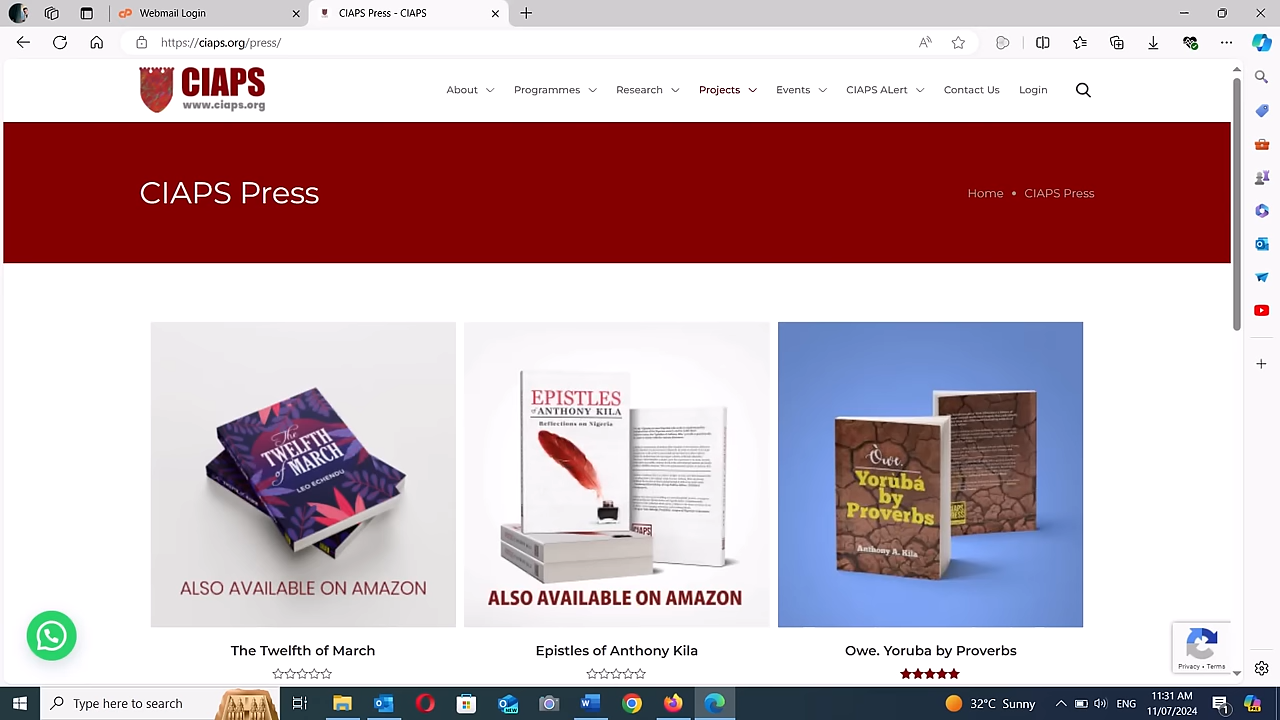 Webmail Login
CIAPS Press - CIAPS
https://ciaps.org/press/
CIAPS
www.ciaps.org
About
Programmes
Research
Projects
Events
CIAPS ALert
Contact Us
Login
CIAPS Press
Home • CIAPS Press
The
TWELFTH
of MARCH
LEO ECHENDU
ALSO AVAILABLE ON AMAZON
EPISTLES
of ANTHONY KILA
Reflections on Nigeria
ALSO AVAILABLE ON AMAZON
Owe.
Yoruba
by
Proverbs
Anthony A. Kila
The Twelfth of March
Epistles of Anthony Kila
Owe. Yoruba by Proverbs
Privacy • Terms
Type here to search
32°C Sunny
ENG
11:31 AM
11/07/2024